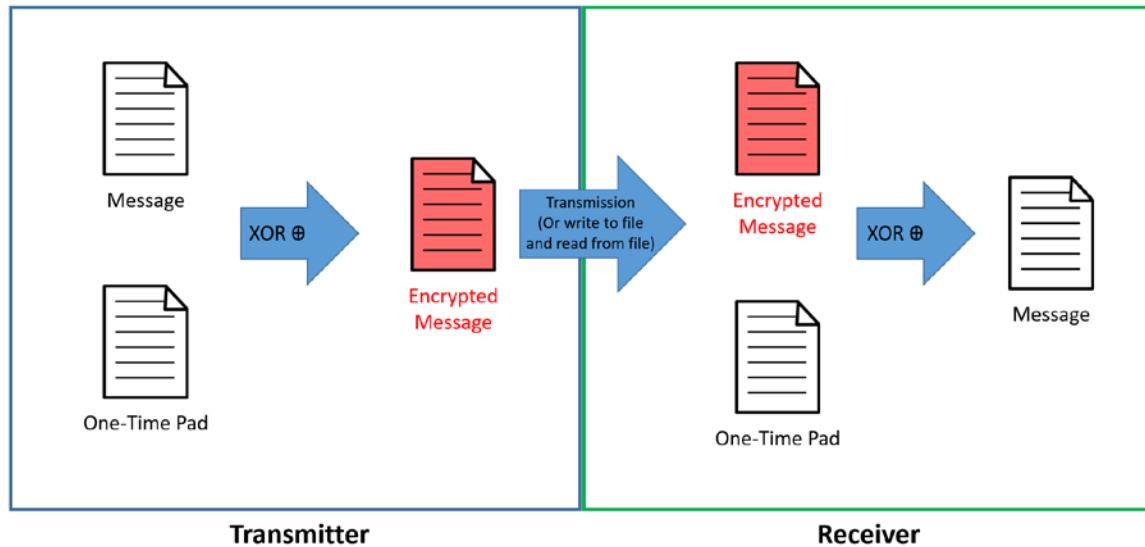 Message
XOR ⊕
One-Time Pad
Encrypted
Message
Transmission
(Or write to file
and read from file)
Encrypted
Message
XOR ⊕
One-Time Pad
Message
Transmitter
Receiver